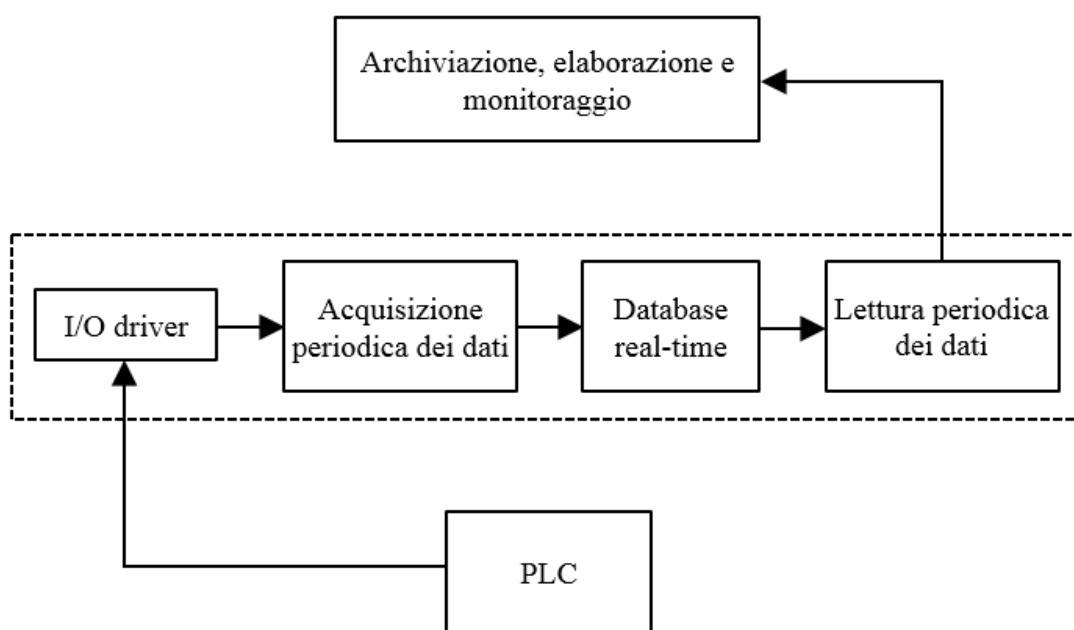 Archiviazione, elaborazione e
monitoraggio
I/O driver
Acquisizione
periodica dei dati
Database
real-time
Lettura periodica
dei dati
PLC